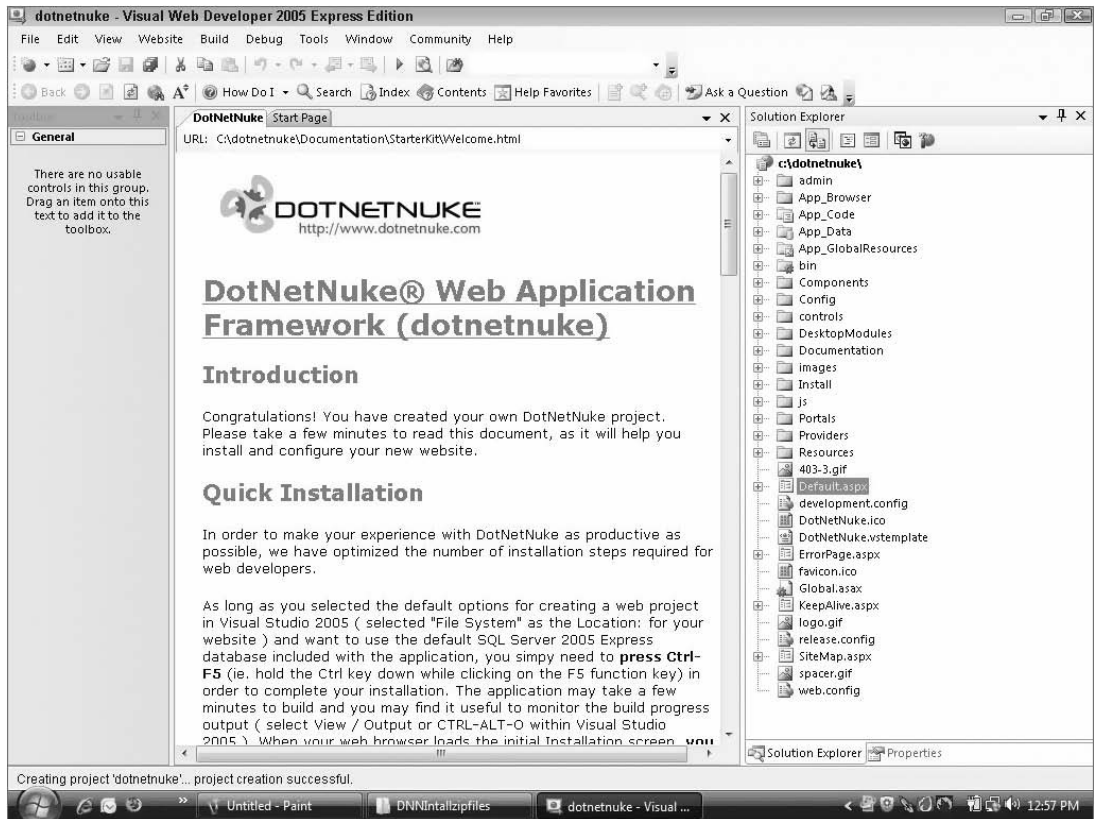 dotnetnuke - Visual Web Developer 2005 Express Edition
File Edit View Website Build Debug Tools Window Community Help
Back How Do I Search Index Contents Help Favorites Ask a Question
Toolbox
General
There are no usable
controls in this group.
Drag an item onto this
text to add it to the
toolbox.
DotNetNuke Start Page
URL: C:\dotnetnuke\Documentation\StarterKit\Welcome.html
DOTNETNUKE
http://www.dotnetnuke.com
DotNetNuke® Web Application
Framework (dotnetnuke)
Introduction
Congratulations! You have created your own DotNetNuke project.
Please take a few minutes to read this document, as it will help you
install and configure your new website.
Quick Installation
In order to make your experience with DotNetNuke as productive as
possible, we have optimized the number of installation steps required for
web developers.
As long as you selected the default options for creating a web project
in Visual Studio 2005 ( selected "File System" as the Location: for your
website ) and want to use the default SQL Server 2005 Express
database included with the application, you simpy need to press Ctrl-
F5 (ie. hold the Ctrl key down while clicking on the F5 function key) in
order to complete your installation. The application may take a few
minutes to build and you may find it useful to monitor the build progress
output ( select View / Output or CTRL-ALT-O within Visual Studio
2005 ). When your web browser loads the initial Installation screen, you
Solution Explorer
c:\dotnetnuke\
admin
App_Browser
App_Code
App_Data
App_GlobalResources
bin
Components
Config
controls
DesktopModules
Documentation
images
Install
js
Portals
Providers
Resources
403-3.gif
Default.aspx
development.config
DotNetNuke.ico
DotNetNuke.vstemplate
ErrorPage.aspx
favicon.ico
Global.asax
KeepAlive.aspx
logo.gif
release.config
SiteMap.aspx
spacer.gif
web.config
Solution Explorer Properties
Creating project 'dotnetnuke'... project creation successful.
Untitled - Paint DNNIntallzipfiles dotnetnuke - Visual ... 12:57 PM